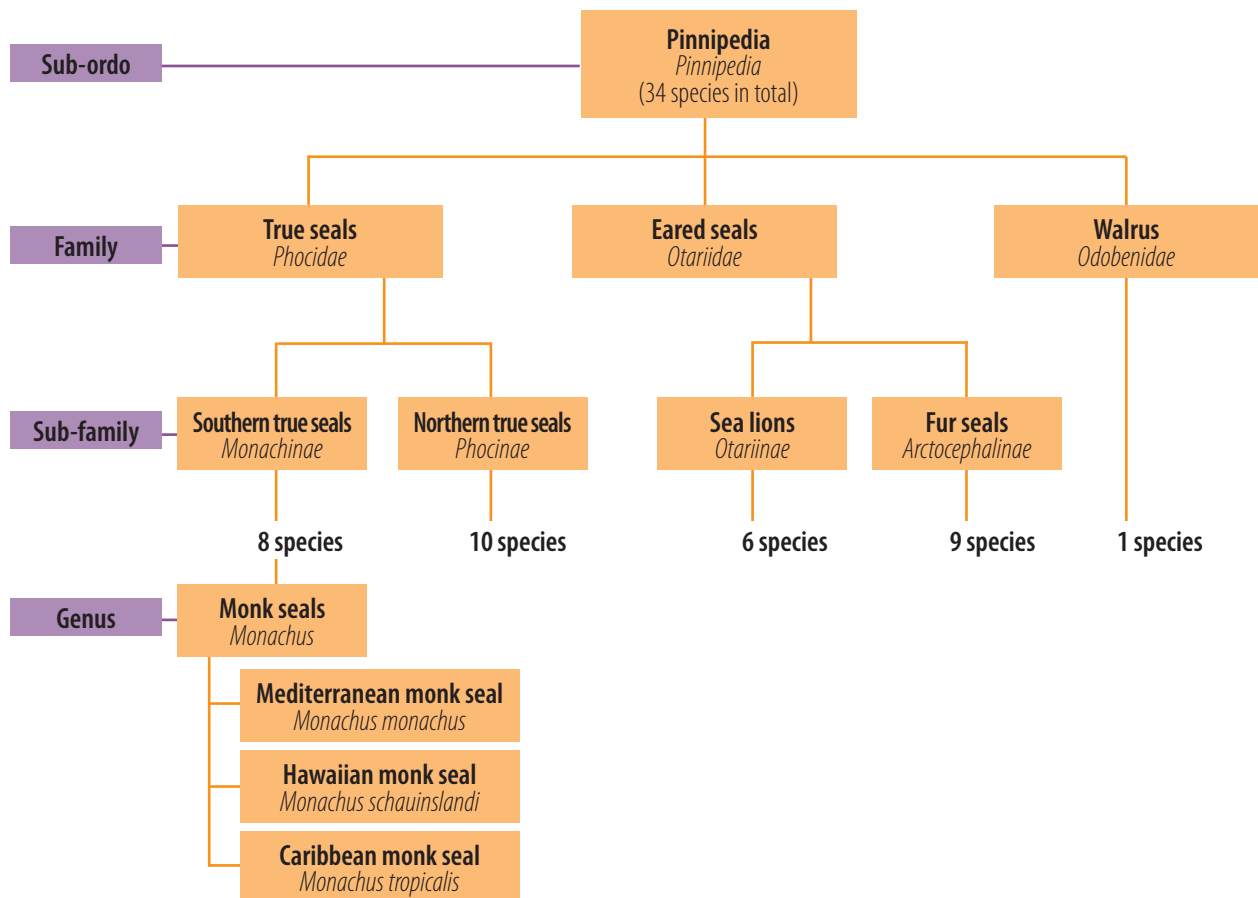 Sub-ordo
Pinnipedia
Pinnipedia
(34 species in total)
Family
True seals
Phocidae
Eared seals
Otariidae
Walrus
Odobenidae
Sub-family
Southern true seals
Monachinae
Northern true seals
Phocinae
Sea lions
Otariinae
Fur seals
Arctocephalinae
8 species
10 species
6 species
9 species
1 species
Genus
Monk seals
Monachus
Mediterranean monk seal
Monachus monachus
Hawaiian monk seal
Monachus schauinslandi
Caribbean monk seal
Monachus tropicalis